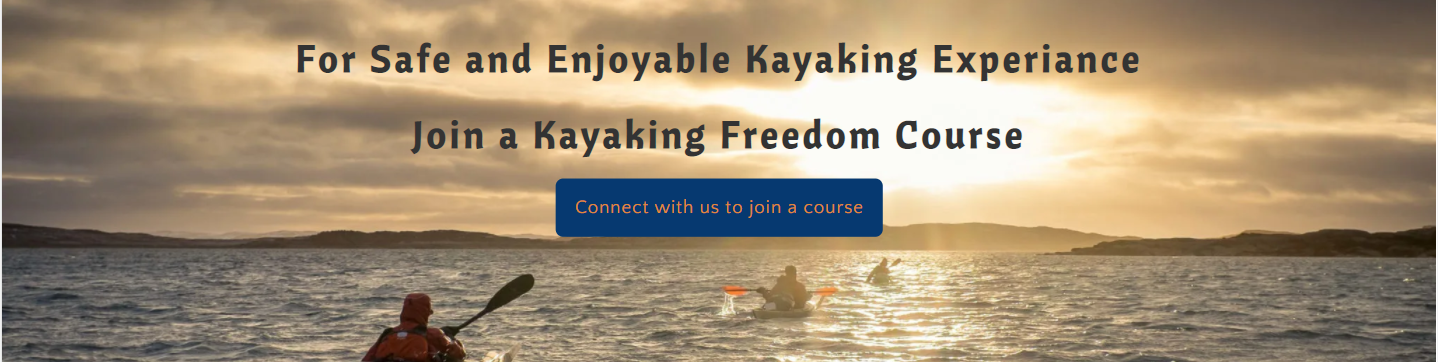 For Safe and Enjoyable Kayaking Experiance
Join a Kayaking Freedom Course
Connect with us to join a course